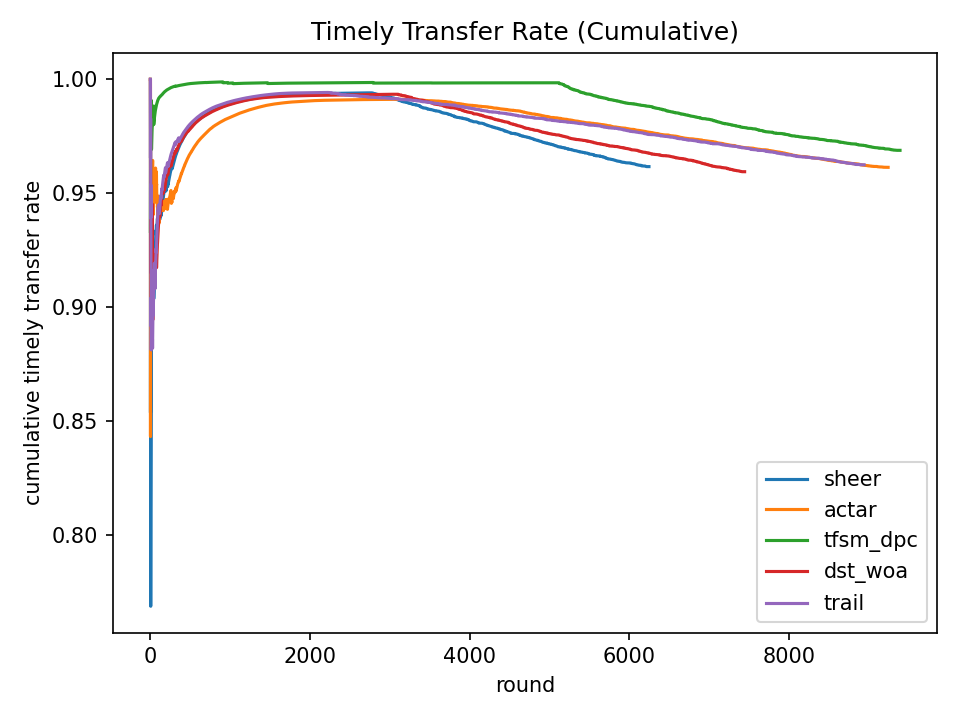 Timely Transfer Rate (Cumulative)
cumulative timely transfer rate
1.00
0.95
0.90
0.85
0.80
0
2000
4000
6000
8000
round
sheer
actar
tfsm_dpc
dst_woa
trail